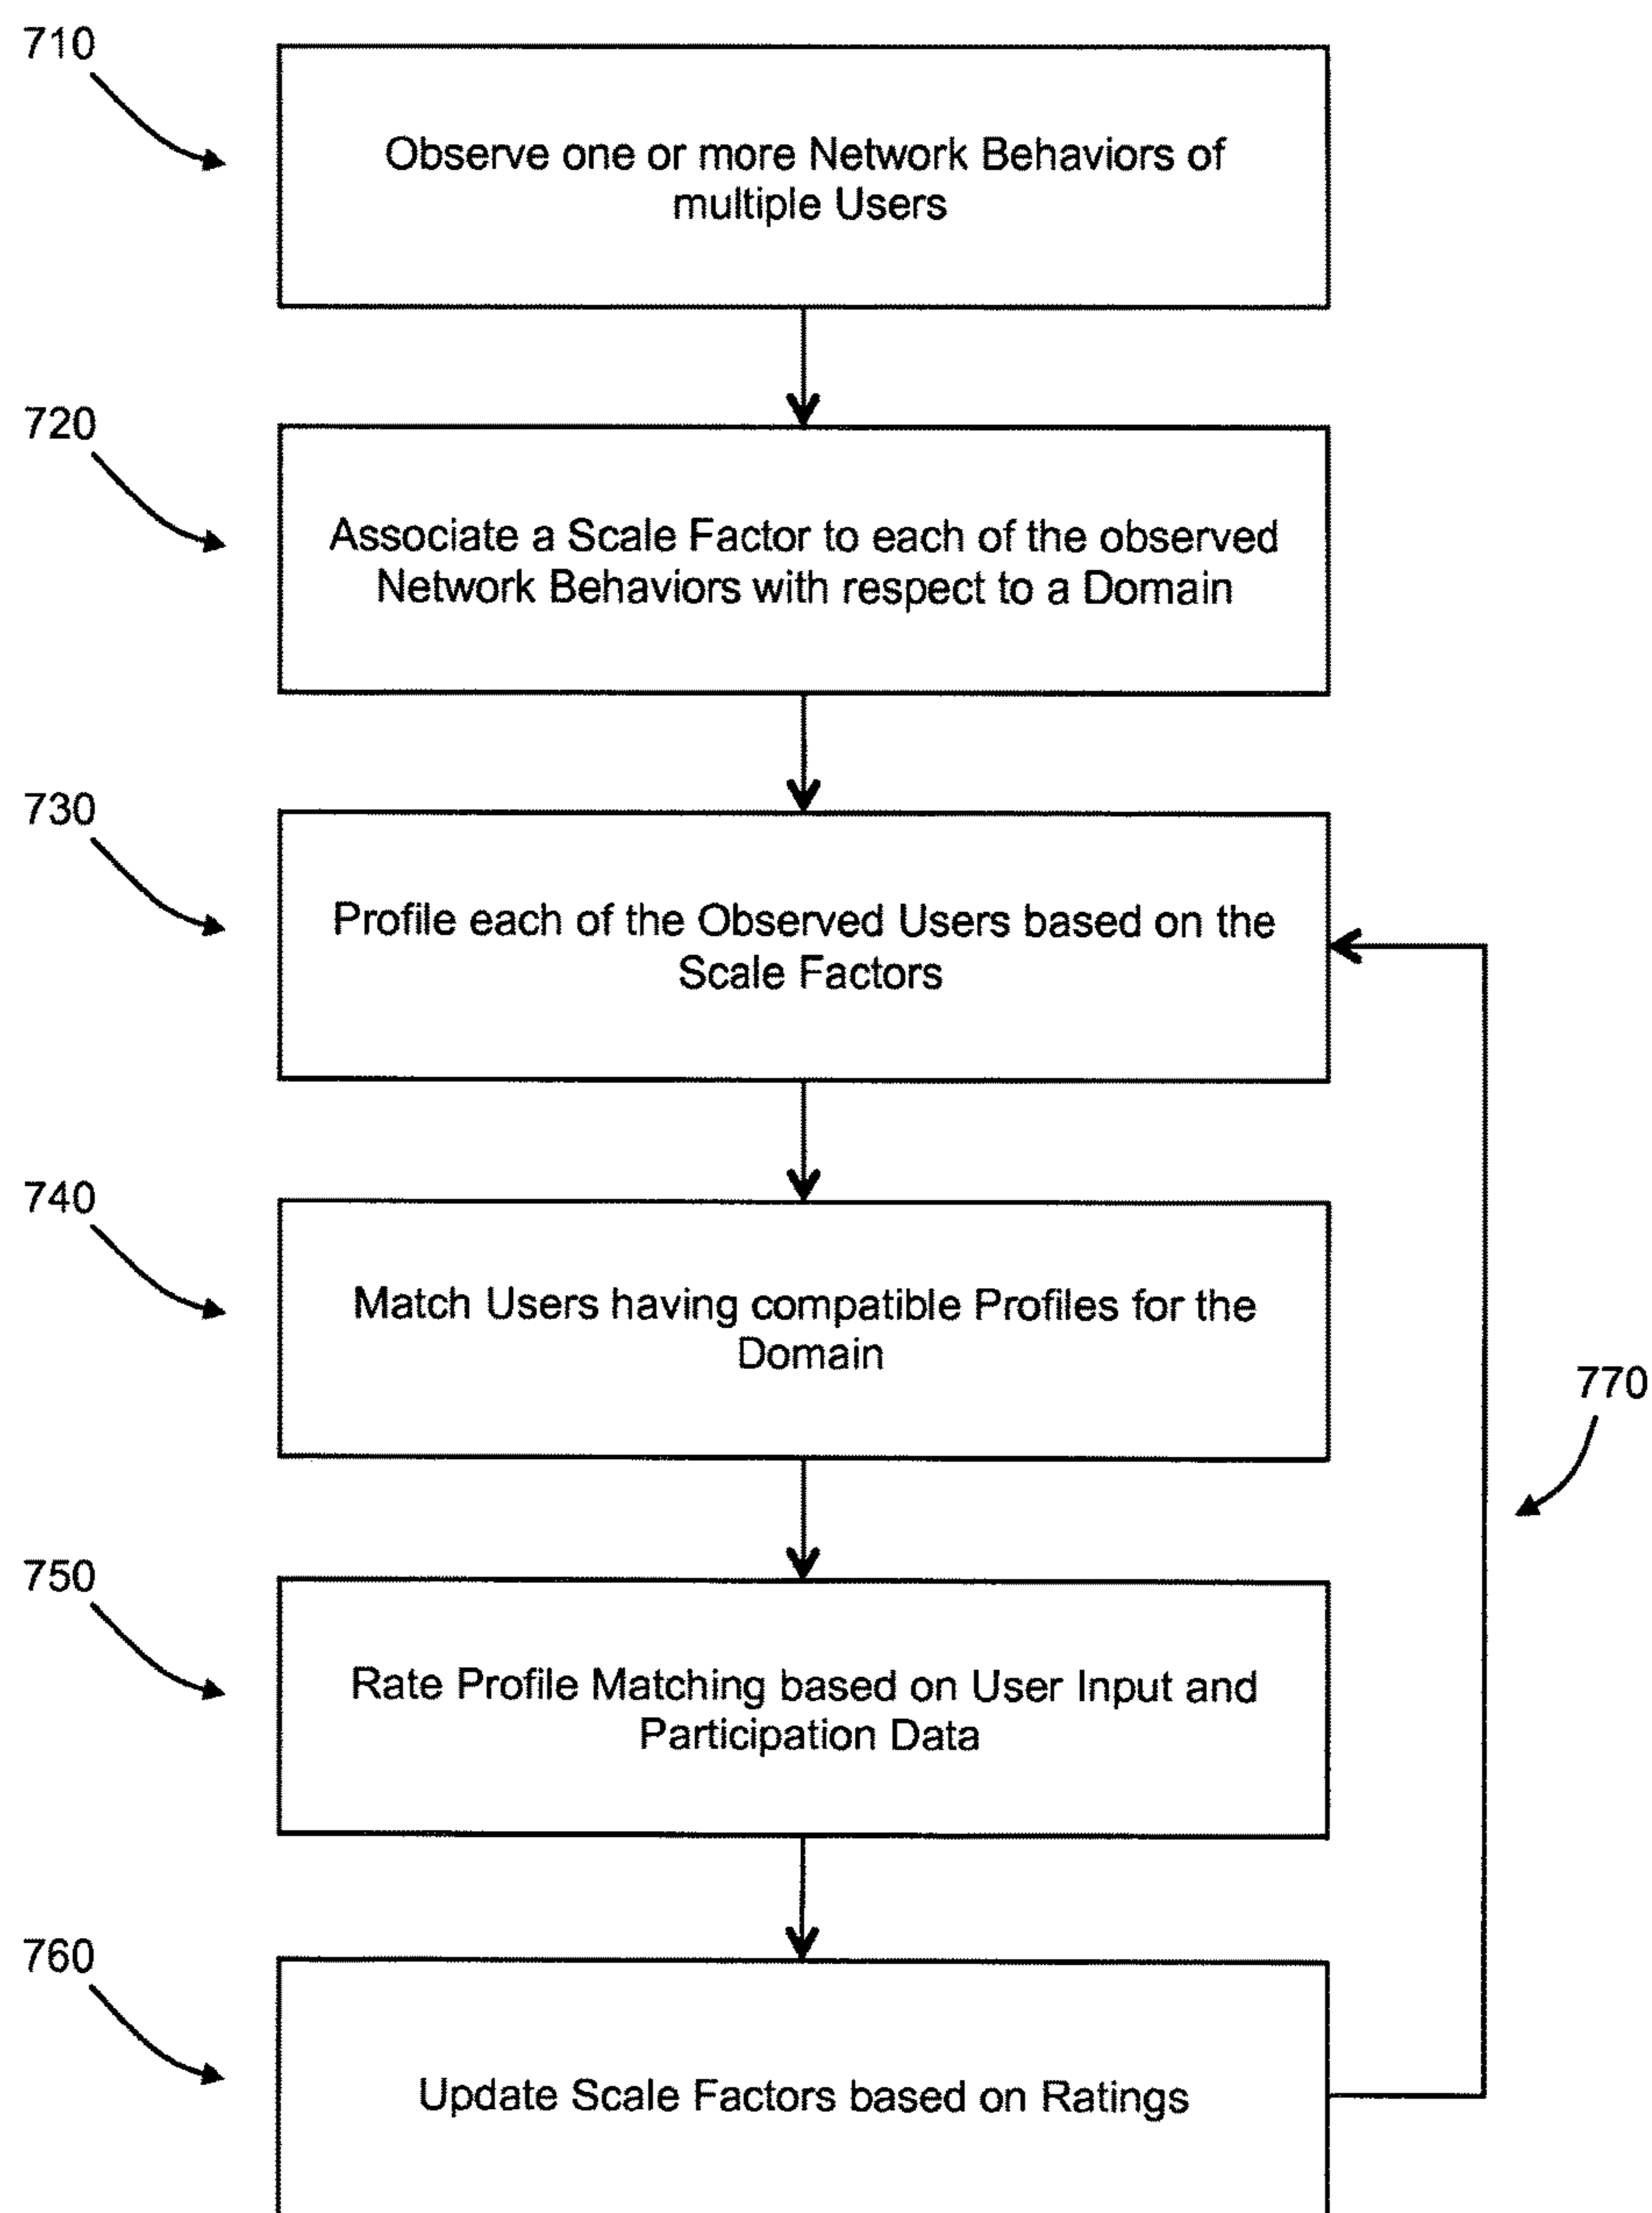 710
Observe one or more Network Behaviors of
multiple Users
720
Associate a Scale Factor to each of the observed
Network Behaviors with respect to a Domain
730
Profile each of the Observed Users based on the
Scale Factors
740
Match Users having compatible Profiles for the
Domain
770
750
Rate Profile Matching based on User Input and
Participation Data
760
Update Scale Factors based on Ratings